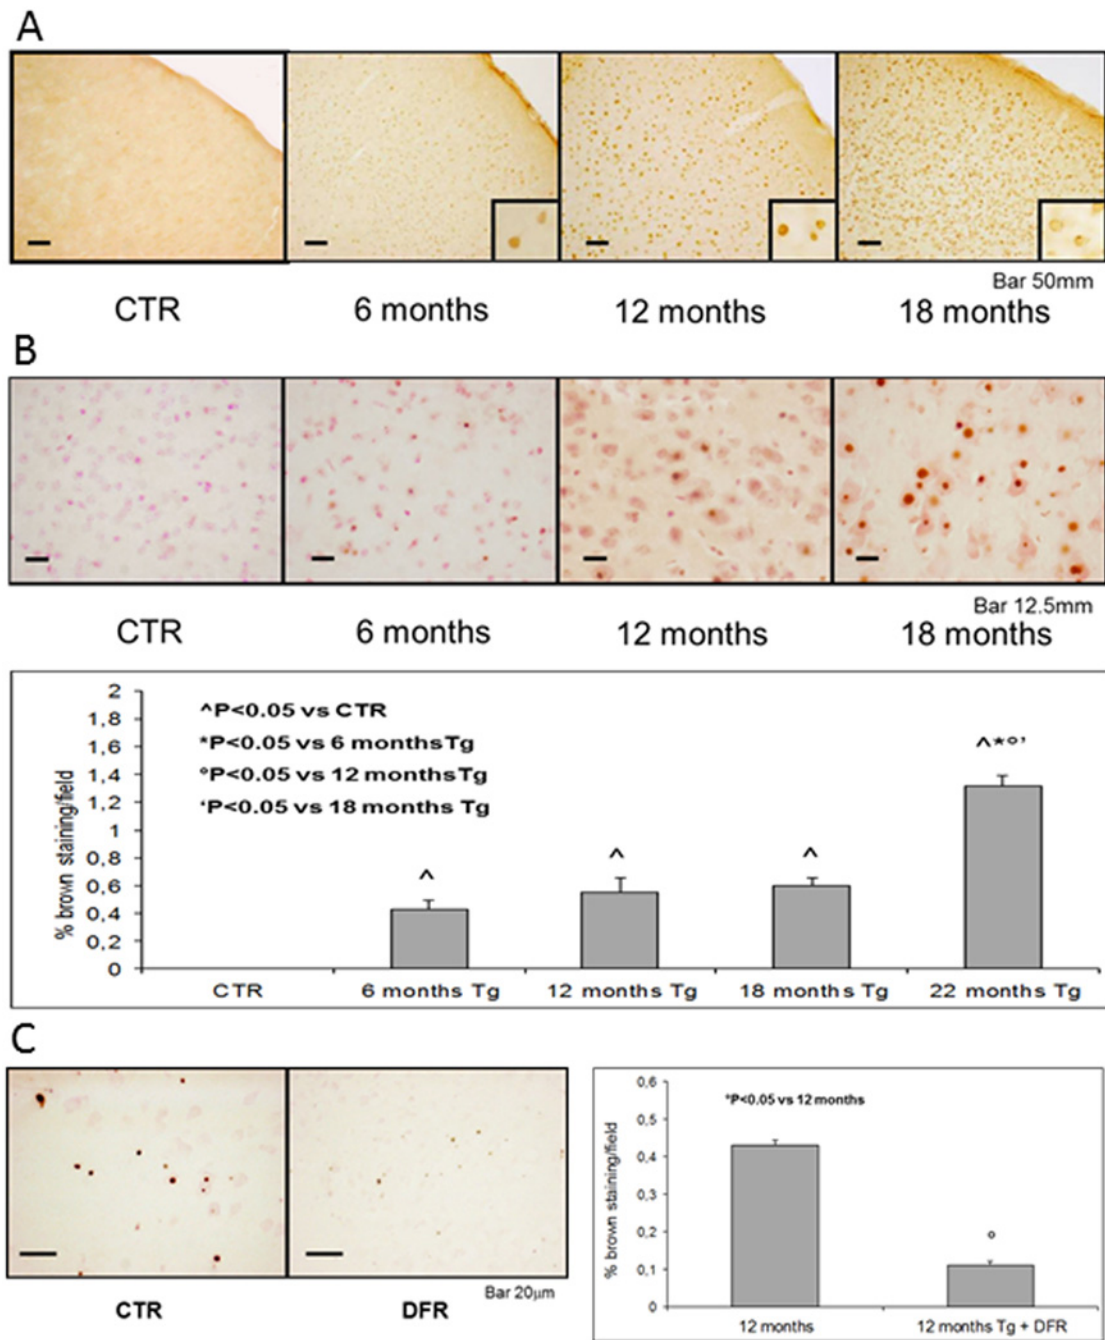 A
Bar 50mm
CTR 6 months 12 months 18 months
B
Bar 12.5mm
CTR 6 months 12 months 18 months
% brown staining/field
2
1,8
1,6
1,4
1,2
1
0,8
0,6
0,4
0,2
0
^P<0.05 vs CTR
*P<0.05 vs 6 monthsTg
°P<0.05 vs 12 monthsTg
‘P<0.05 vs 18 months Tg
^
^
^
^*°’
CTR 6 months Tg 12 months Tg 18 months Tg 22 months Tg
C
Bar 20µm
CTR DFR
% brown staining/field
0,6
0,5
0,4
0,3
0,2
0,1
0
°P<0.05 vs 12 months
°
12 months 12 months Tg + DFR